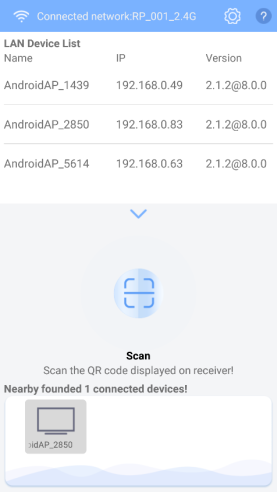 Connected network:RP_001_2.4G ?
LAN Device List
Name IP Version
AndroidAP_1439 192.168.0.49 2.1.2@8.0.0
AndroidAP_2850 192.168.0.83 2.1.2@8.0.0
AndroidAP_5614 192.168.0.63 2.1.2@8.0.0
Scan
Scan the QR code displayed on receiver!
Nearby founded 1 connected devices!
idAP_2850